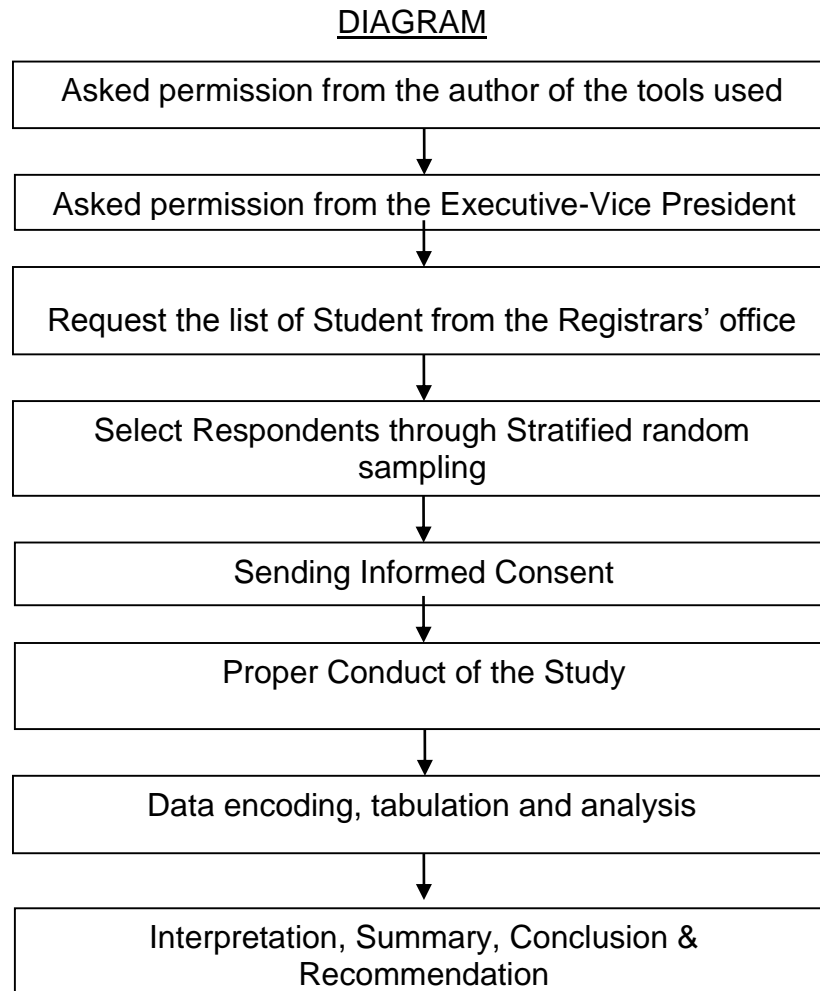 DIAGRAM
Asked permission from the author of the tools used
Asked permission from the Executive-Vice President
Request the list of Student from the Registrars’ office
Select Respondents through Stratified random
sampling
Sending Informed Consent
Proper Conduct of the Study
Data encoding, tabulation and analysis
Interpretation, Summary, Conclusion &
Recommendation